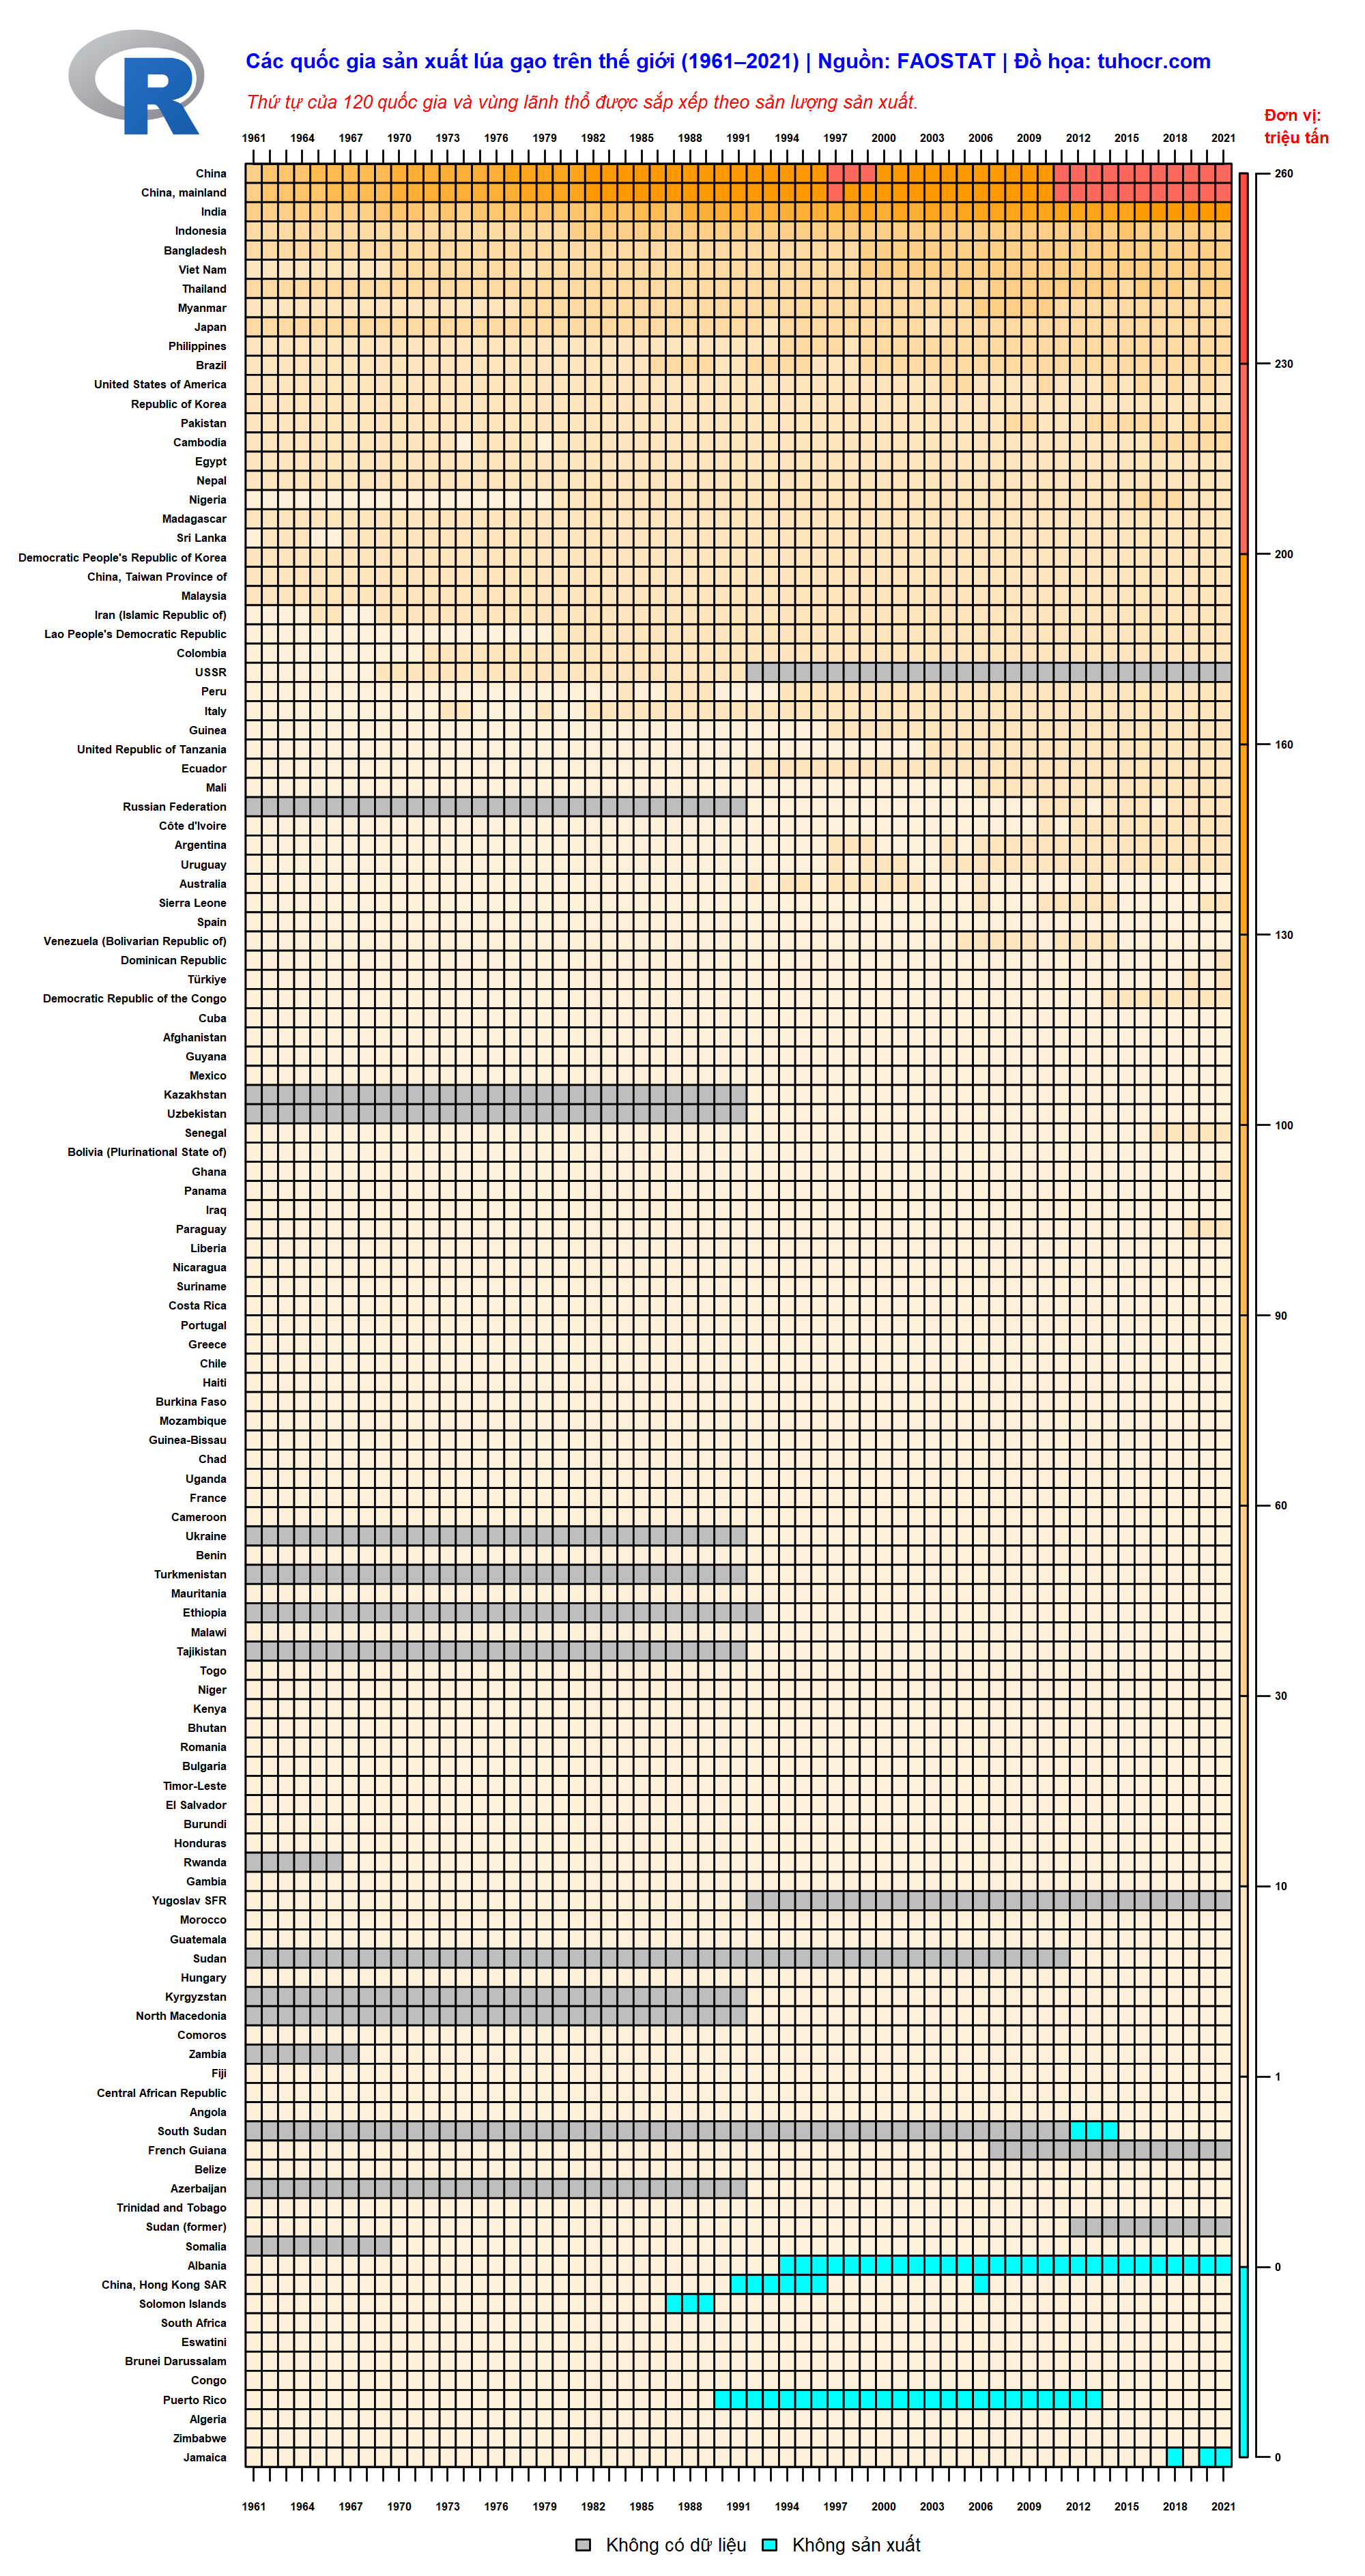 R
Các quốc gia sản xuất lúa gạo trên thế giới (1961–2021) | Nguồn: FAOSTAT | Đồ họa: tuhocr.com
Thứ tự của 120 quốc gia và vùng lãnh thổ được sắp xếp theo sản lượng sản xuất.
Đơn vị:
triệu tấn
1961 1964 1967 1970 1973 1976 1979 1982 1985 1988 1991 1994 1997 2000 2003 2006 2009 2012 2015 2018 2021
China
China, mainland
India
Indonesia
Bangladesh
Viet Nam
Thailand
Myanmar
Japan
Philippines
Brazil
United States of America
Republic of Korea
Pakistan
Cambodia
Egypt
Nepal
Nigeria
Madagascar
Sri Lanka
Democratic People's Republic of Korea
China, Taiwan Province of
Malaysia
Iran (Islamic Republic of)
Lao People's Democratic Republic
Colombia
USSR
Peru
Italy
Guinea
United Republic of Tanzania
Ecuador
Mali
Russian Federation
Côte d'Ivoire
Argentina
Uruguay
Australia
Sierra Leone
Spain
Venezuela (Bolivarian Republic of)
Dominican Republic
Türkiye
Democratic Republic of the Congo
Cuba
Afghanistan
Guyana
Mexico
Kazakhstan
Uzbekistan
Senegal
Bolivia (Plurinational State of)
Ghana
Panama
Iraq
Paraguay
Liberia
Nicaragua
Suriname
Costa Rica
Portugal
Greece
Chile
Haiti
Burkina Faso
Mozambique
Guinea-Bissau
Chad
Uganda
France
Cameroon
Ukraine
Benin
Turkmenistan
Mauritania
Ethiopia
Malawi
Tajikistan
Togo
Niger
Kenya
Bhutan
Romania
Bulgaria
Timor-Leste
El Salvador
Burundi
Honduras
Rwanda
Gambia
Yugoslav SFR
Morocco
Guatemala
Sudan
Hungary
Kyrgyzstan
North Macedonia
Comoros
Zambia
Fiji
Central African Republic
Angola
South Sudan
French Guiana
Belize
Azerbaijan
Trinidad and Tobago
Sudan (former)
Somalia
Albania
China, Hong Kong SAR
Solomon Islands
South Africa
Eswatini
Brunei Darussalam
Congo
Puerto Rico
Algeria
Zimbabwe
Jamaica
260
230
200
160
130
100
90
60
30
10
1
0
0
1961 1964 1967 1970 1973 1976 1979 1982 1985 1988 1991 1994 1997 2000 2003 2006 2009 2012 2015 2018 2021
Không có dữ liệu Không sản xuất